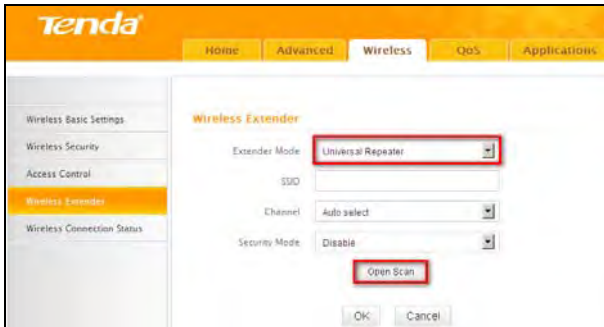 Tenda
Home Advanced Wireless QoS Applications
Wireless Basic Settings
Wireless Security
Access Control
Wireless Extender
Wireless Connection Status
Wireless Extender
Extender Mode Universal Repeater
SSID
Channel Auto select
Security Mode Disable
Open Scan
OK Cancel